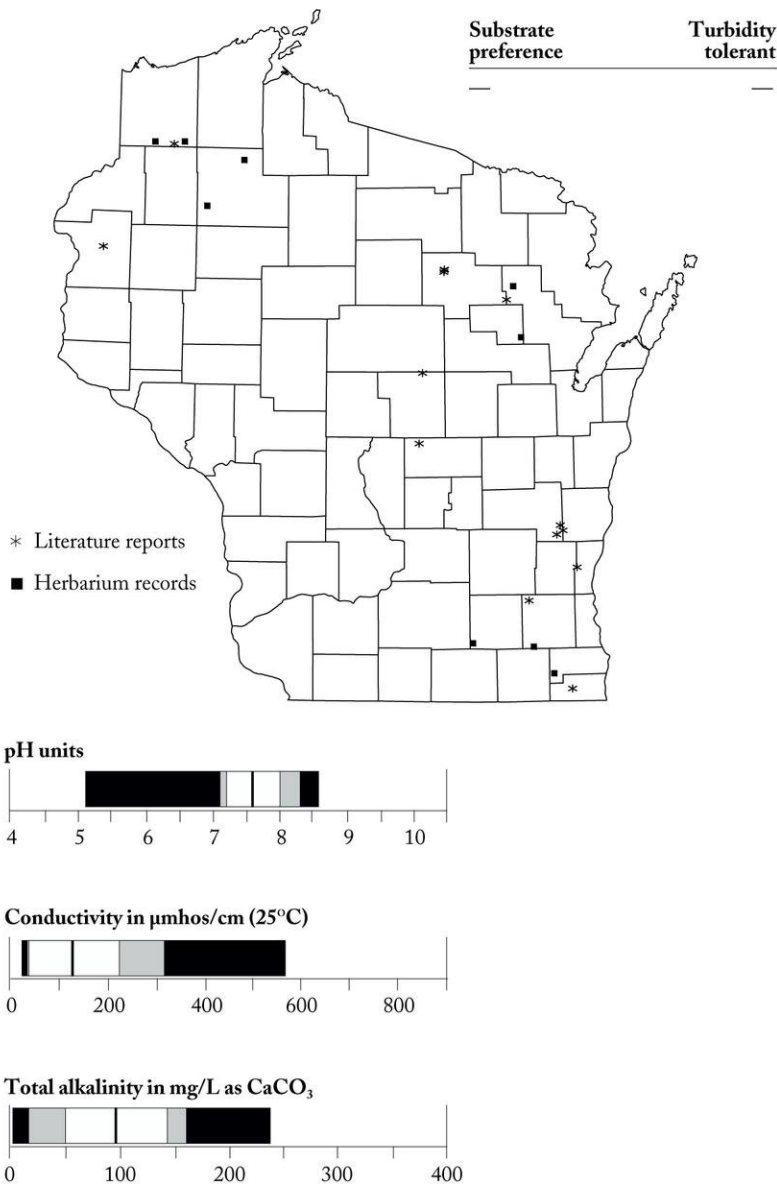 Substrate preference
Turbidity tolerant
—
—
* Literature reports
■ Herbarium records
pH units
4 5 6 7 8 9 10
Conductivity in µmhos/cm (25°C)
0 200 400 600 800
Total alkalinity in mg/L as CaCO₃
0 100 200 300 400